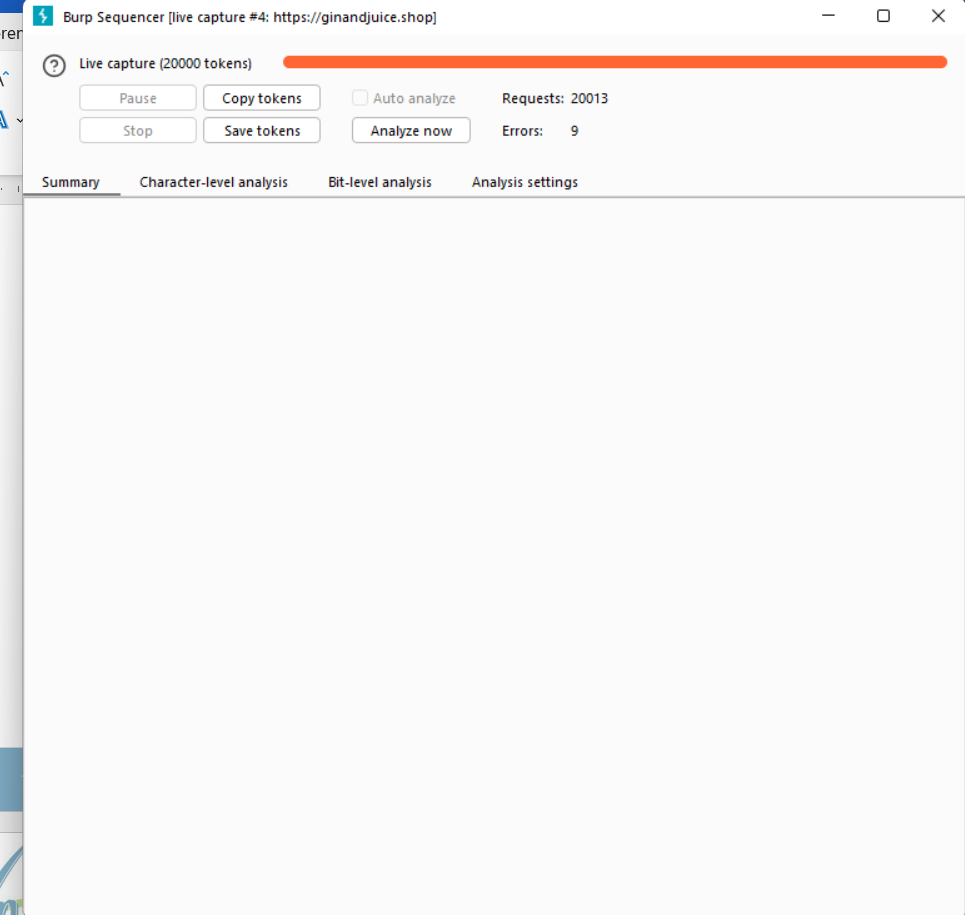 Burp Sequencer [live capture #4: https://ginandjuice.shop]
Live capture (20000 tokens)
Pause Copy tokens Auto analyze Requests: 20013
Stop Save tokens Analyze now Errors: 9
Summary Character-level analysis Bit-level analysis Analysis settings